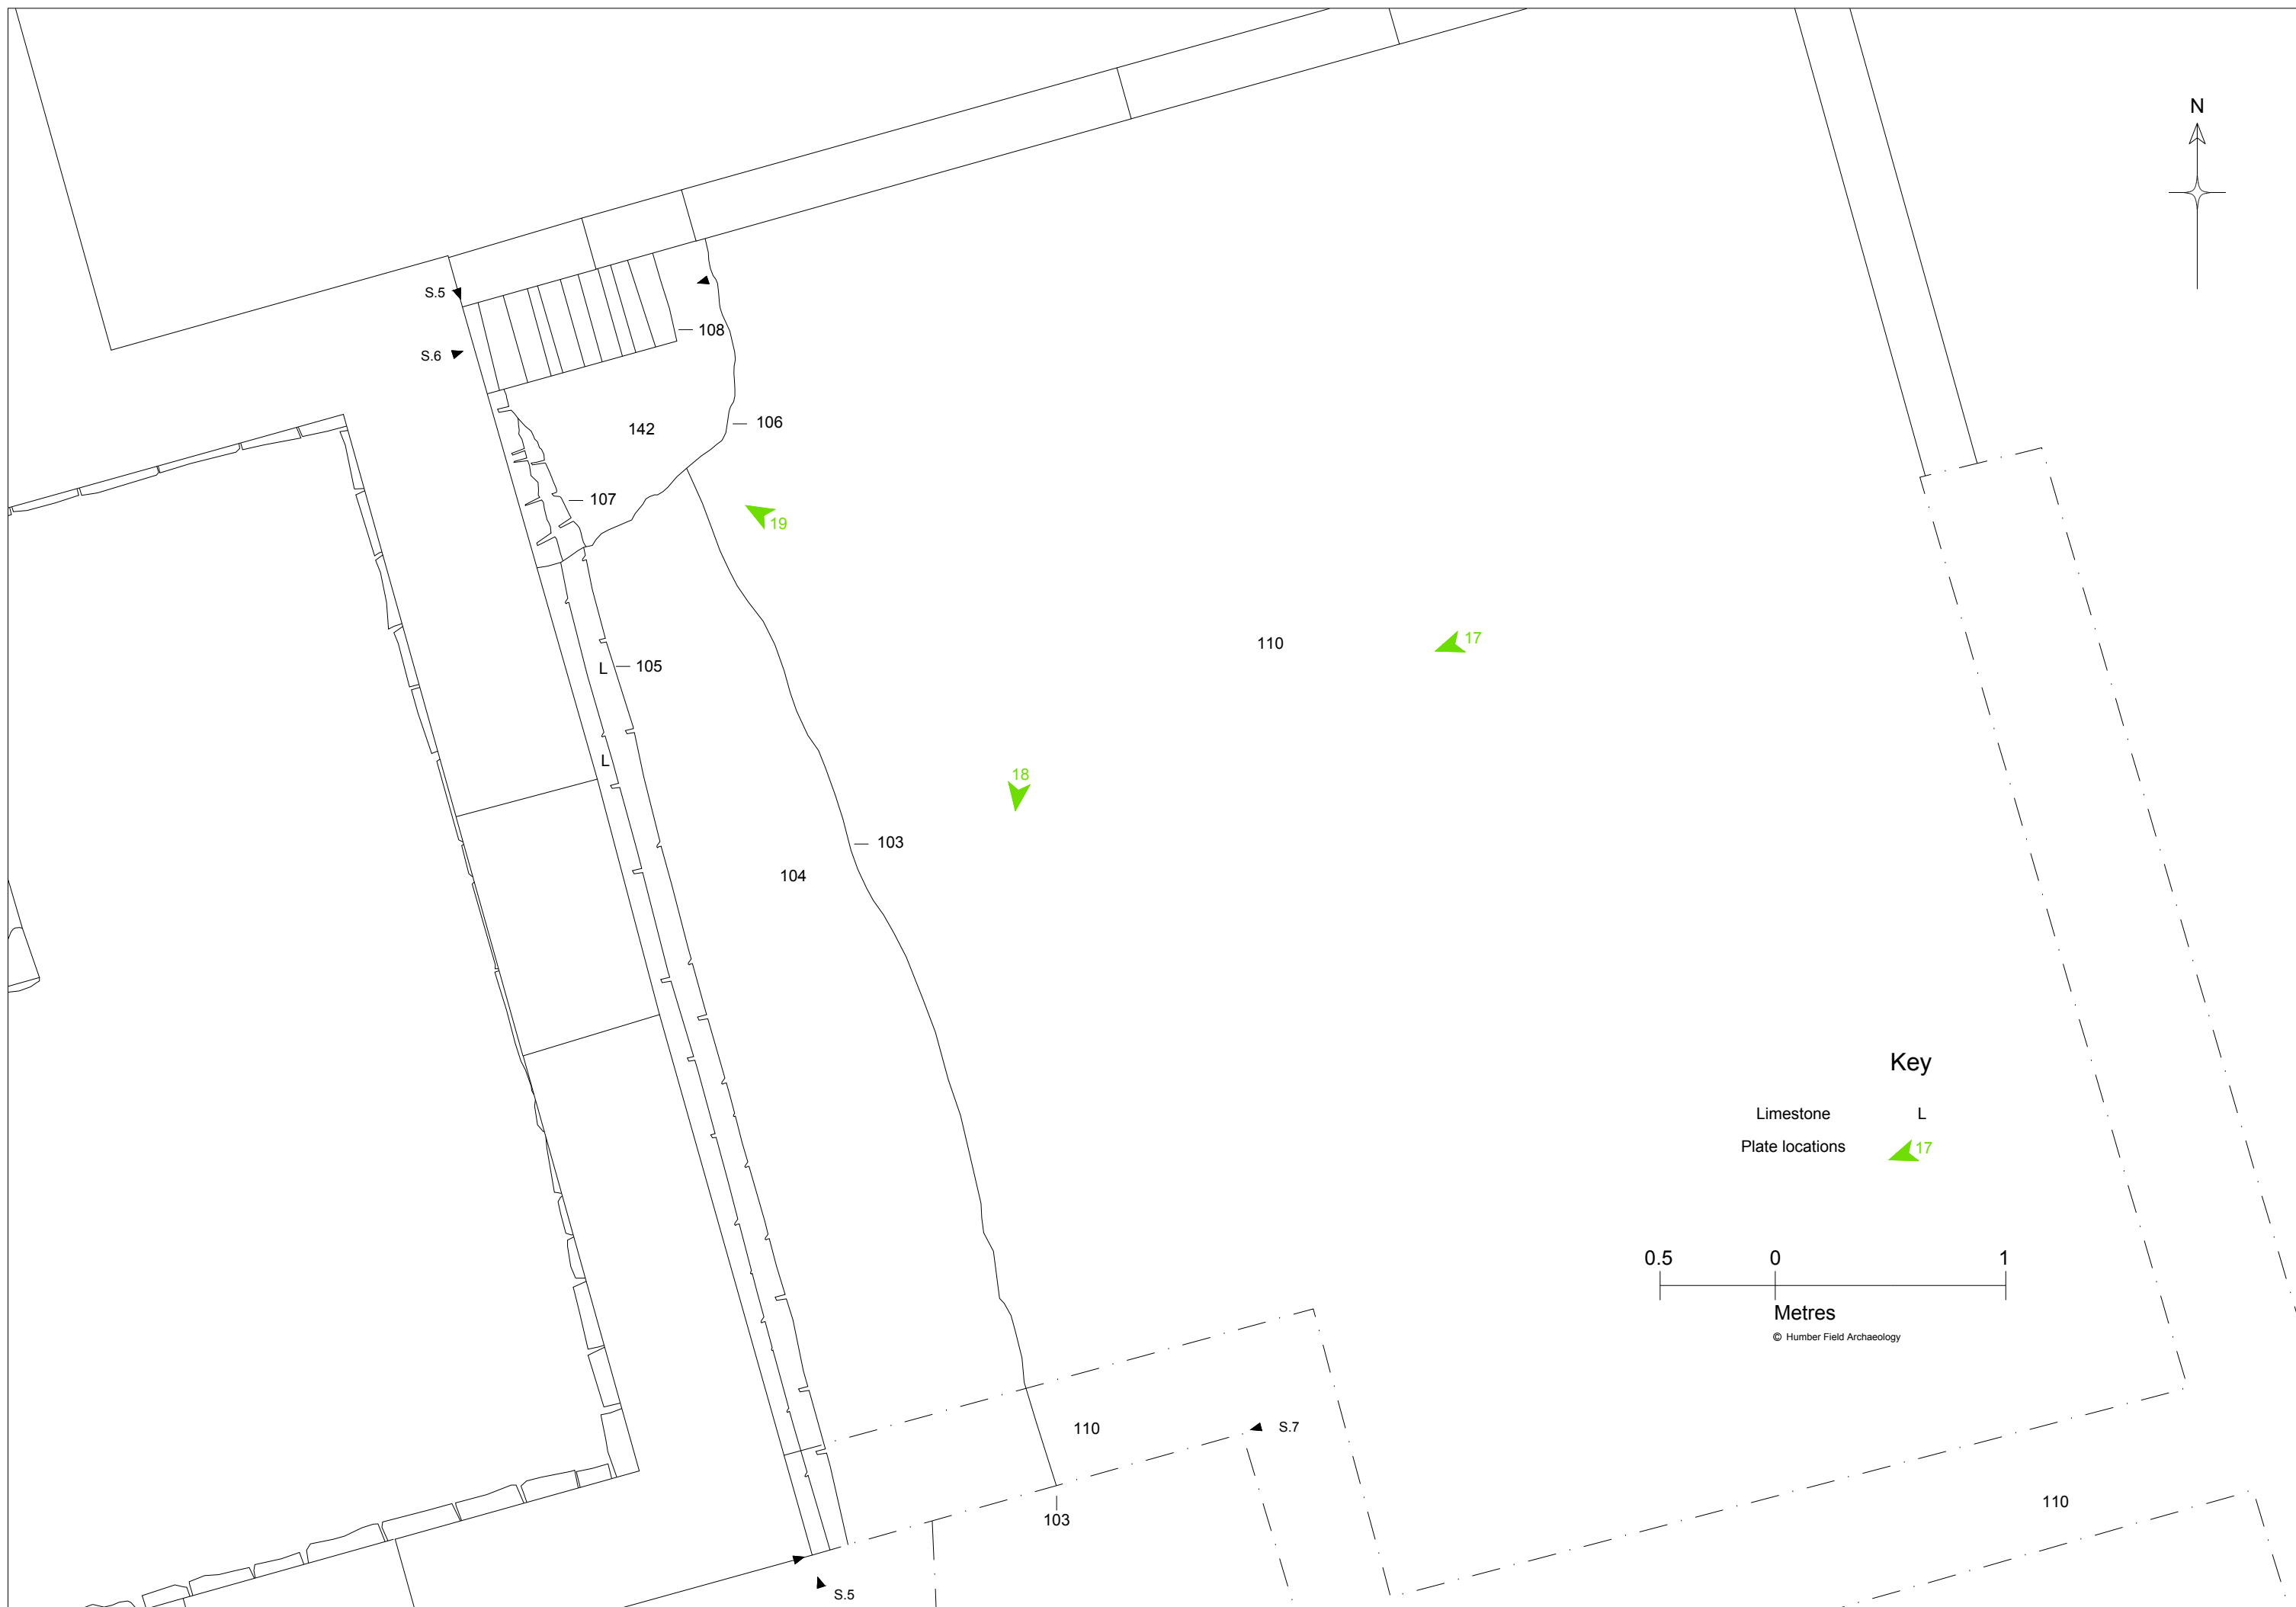 N
S.5
108
S.6
106
142
107
19
17
110
L
105
18
L
103
104
Key
Limestone L
Plate locations 17
0.5 0 1
Metres
© Humber Field Archaeology
110
S.7
110
103
S.5